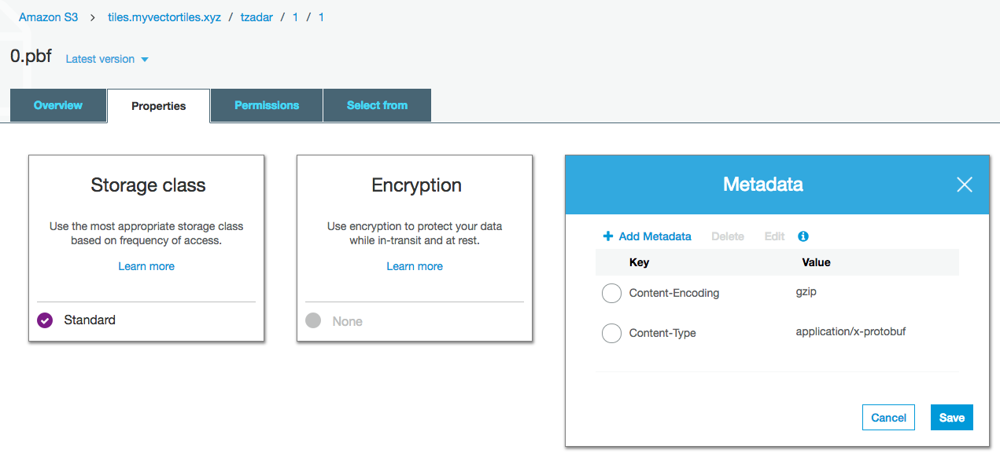 Amazon S3 > tiles.myvectortiles.xyz / tzadar / 1 / 1
0.pbf Latest version
Overview Properties Permissions Select from
Storage class
Use the most appropriate storage class
based on frequency of access.
Learn more
Standard
Encryption
Use encryption to protect your data
while in-transit and at rest.
Learn more
None
Metadata
+ Add Metadata Delete Edit i
Key Value
Content-Encoding gzip
Content-Type application/x-protobuf
Cancel Save